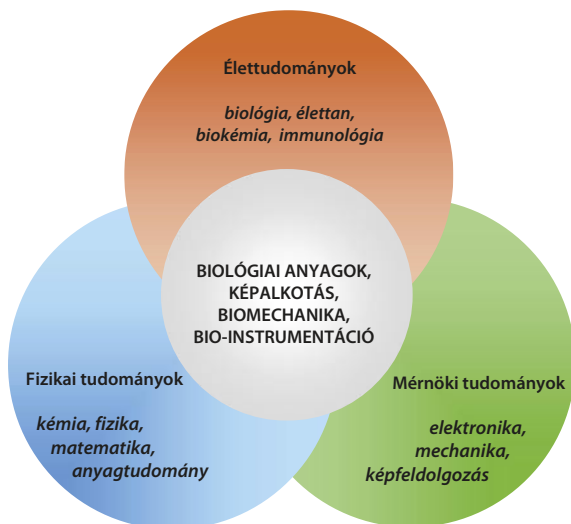 Élettudományok
biológia, élettan,
biokémia, immunológia
BIOLÓGIAI ANYAGOK,
KÉPALKOTÁS,
BIOMECHANIKA,
BIO-INSTRUMENTÁCIÓ
Fizikai tudományok
kémia, fizika,
matematika,
anyagtudomány
Mérnöki tudományok
elektronika,
mechanika,
képfeldolgozás